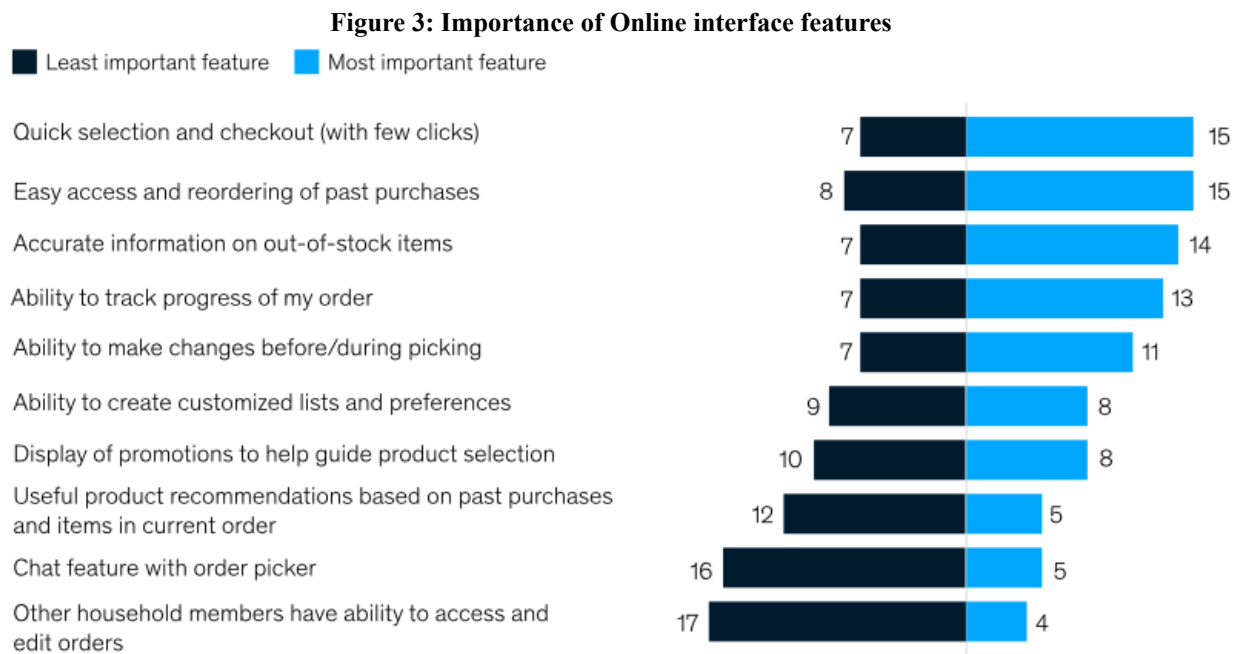 Figure 3: Importance of Online interface features
Least important feature Most important feature
Quick selection and checkout (with few clicks) 7 15
Easy access and reordering of past purchases 8 15
Accurate information on out-of-stock items 7 14
Ability to track progress of my order 7 13
Ability to make changes before/during picking 7 11
Ability to create customized lists and preferences 9 8
Display of promotions to help guide product selection 10 8
Useful product recommendations based on past purchases
and items in current order 12 5
Chat feature with order picker 16 5
Other household members have ability to access and
edit orders 17 4